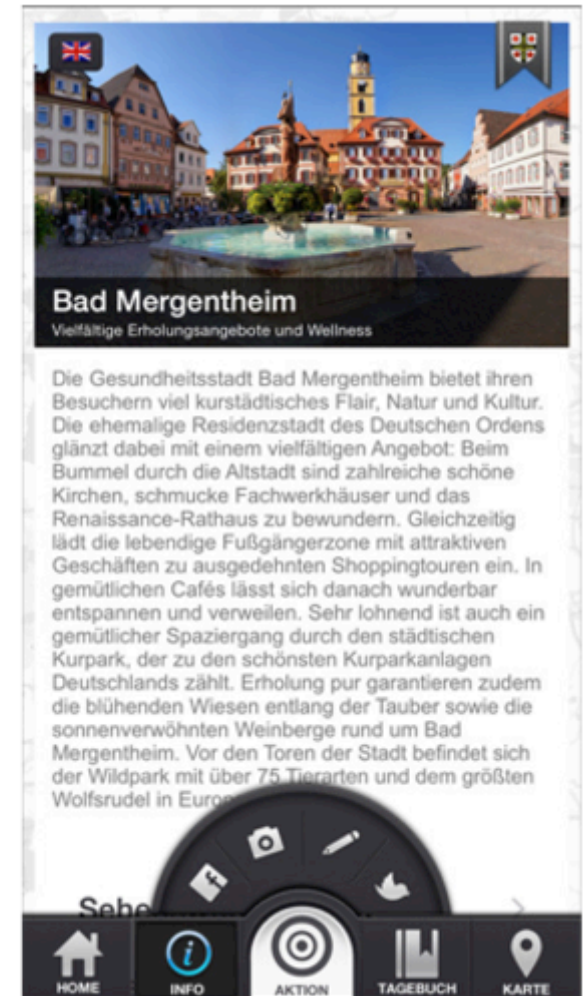 Bad Mergentheim
Vielfältige Erholungsangebote und Wellness
Die Gesundheitsstadt Bad Mergentheim bietet ihren
Besuchern viel kurstädtisches Flair, Natur und Kultur.
Die ehemalige Residenzstadt des Deutschen Ordens
glänzt dabei mit einem vielfältigen Angebot: Beim
Bummel durch die Altstadt sind zahlreiche schöne
Kirchen, schmucke Fachwerkhäuser und das
Renaissance-Rathaus zu bewundern. Gleichzeitig
lädt die lebendige Fußgängerzone mit attraktiven
Geschäften zu ausgedehnten Shoppingtouren ein. In
gemütlichen Cafés lässt sich danach wunderbar
entspannen und verweilen. Sehr lohnend ist auch ein
gemütlicher Spaziergang durch den städtischen
Kurpark, der zu den schönsten Kurparkanlagen
Deutschlands zählt. Erholung pur garantieren zudem
die blühenden Wiesen entlang der Tauber sowie die
sonnenverwöhnten Weinberge rund um Bad
Mergentheim. Vor den Toren der Stadt befindet sich
der Wildpark mit über 75 Tierarten und dem größten
Wolfsrudel in
HOME
INFO
AKTION
TAGEBUCH
KARTE